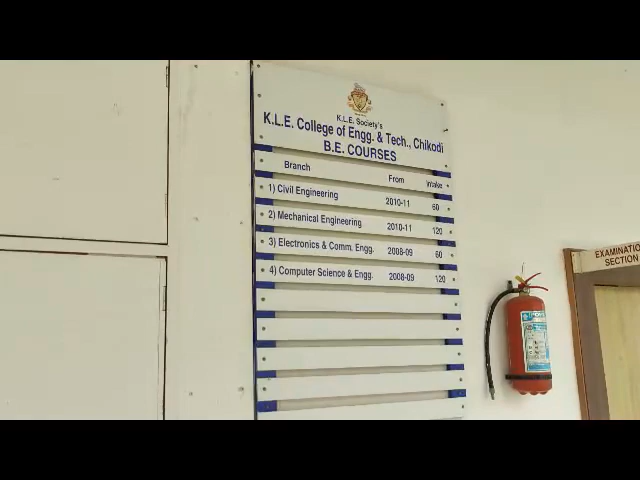 K.L.E. Society's
K.L.E. College of Engg. & Tech., Chikodi
B.E. COURSES
Branch From Intake
1) Civil Engineering 2010-11 60
2) Mechanical Engineering 2010-11 120
3) Electronics & Comm. Engg. 2008-09 60
4) Computer Science & Engg. 2008-09 120
EXAMINATIO
SECTION